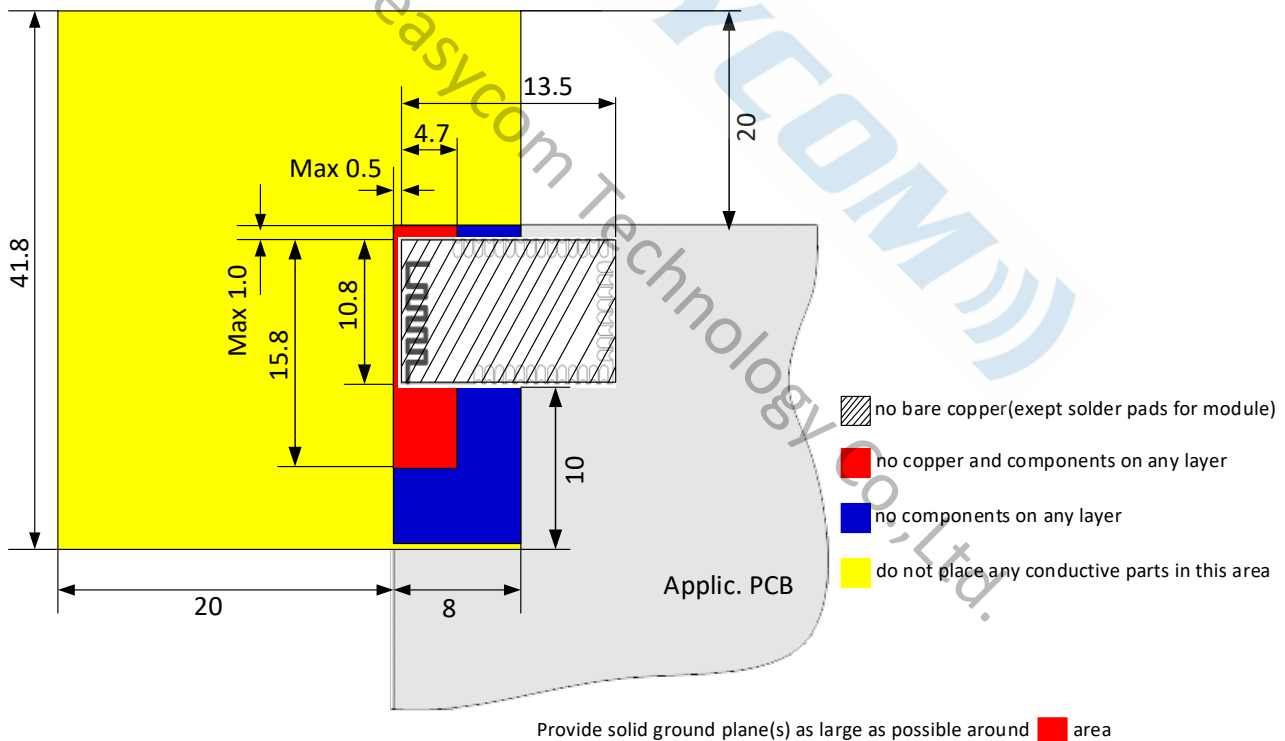 13.5
20
4.7
Max 0.5
41.8
Max 1.0
15.8
10.8
no bare copper(exept solder pads for module)
no copper and components on any layer
10
no components on any layer
do not place any conductive parts in this area
Applic. PCB
20
8
Provide solid ground plane(s) as large as possible around area
easycom Technology Co.,Ltd.
YCOM